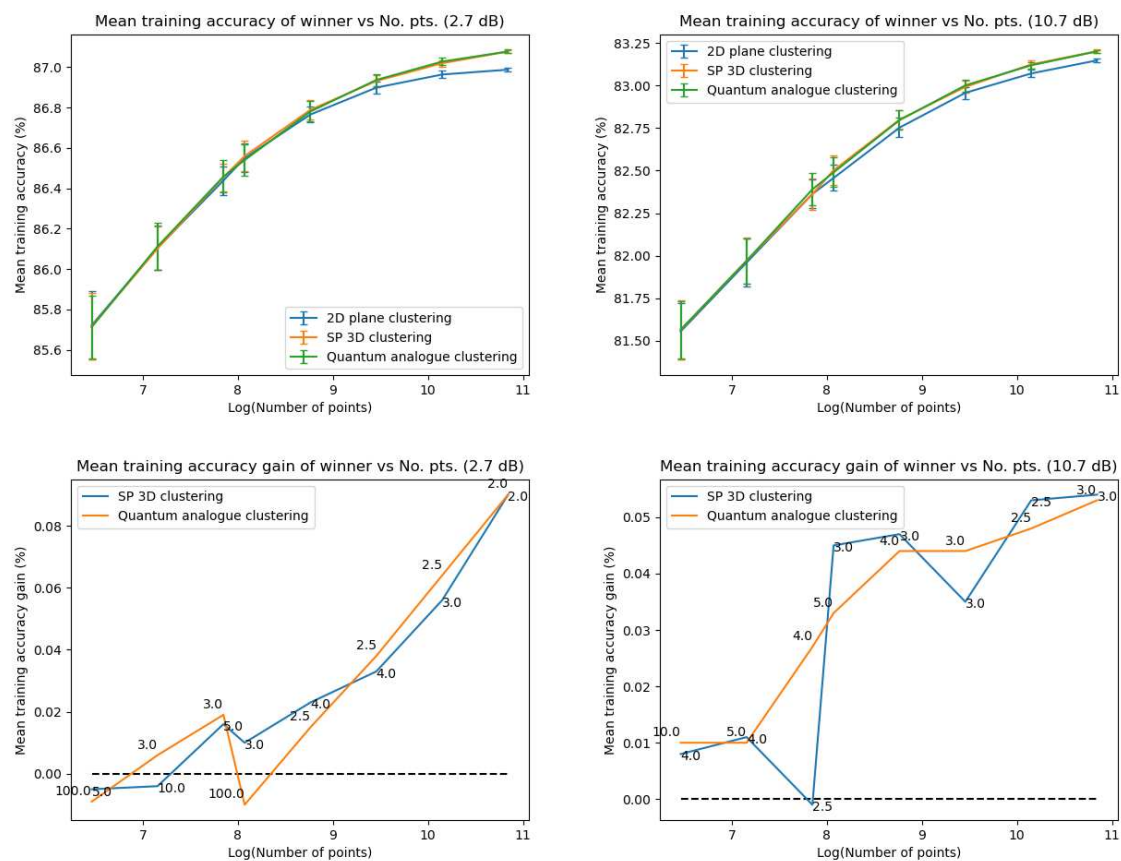 Mean training accuracy of winner vs No. pts. (2.7 dB)
Mean training accuracy (%)
87.0
86.8
86.6
86.4
86.2
86.0
85.8
85.6
2D plane clustering
SP 3D clustering
Quantum analogue clustering
7 8 9 10 11
Log(Number of points)
Mean training accuracy of winner vs No. pts. (10.7 dB)
Mean training accuracy (%)
83.25
83.00
82.75
82.50
82.25
82.00
81.75
81.50
2D plane clustering
SP 3D clustering
Quantum analogue clustering
7 8 9 10 11
Log(Number of points)
Mean training accuracy gain of winner vs No. pts. (2.7 dB)
Mean training accuracy gain (%)
0.08
0.06
0.04
0.02
0.00
SP 3D clustering
Quantum analogue clustering
5.0
10.0
5.0
3.0
4.0
4.0
3.0
2.0
100.0
3.0
3.0
100.0
2.5
2.5
2.5
2.0
7 8 9 10 11
Log(Number of points)
Mean training accuracy gain of winner vs No. pts. (10.7 dB)
Mean training accuracy gain (%)
0.05
0.04
0.03
0.02
0.01
0.00
SP 3D clustering
Quantum analogue clustering
4.0
4.0
2.5
3.0
3.0
3.0
2.5
3.0
10.0
5.0
4.0
5.0
4.0
3.0
2.5
3.0
7 8 9 10 11
Log(Number of points)